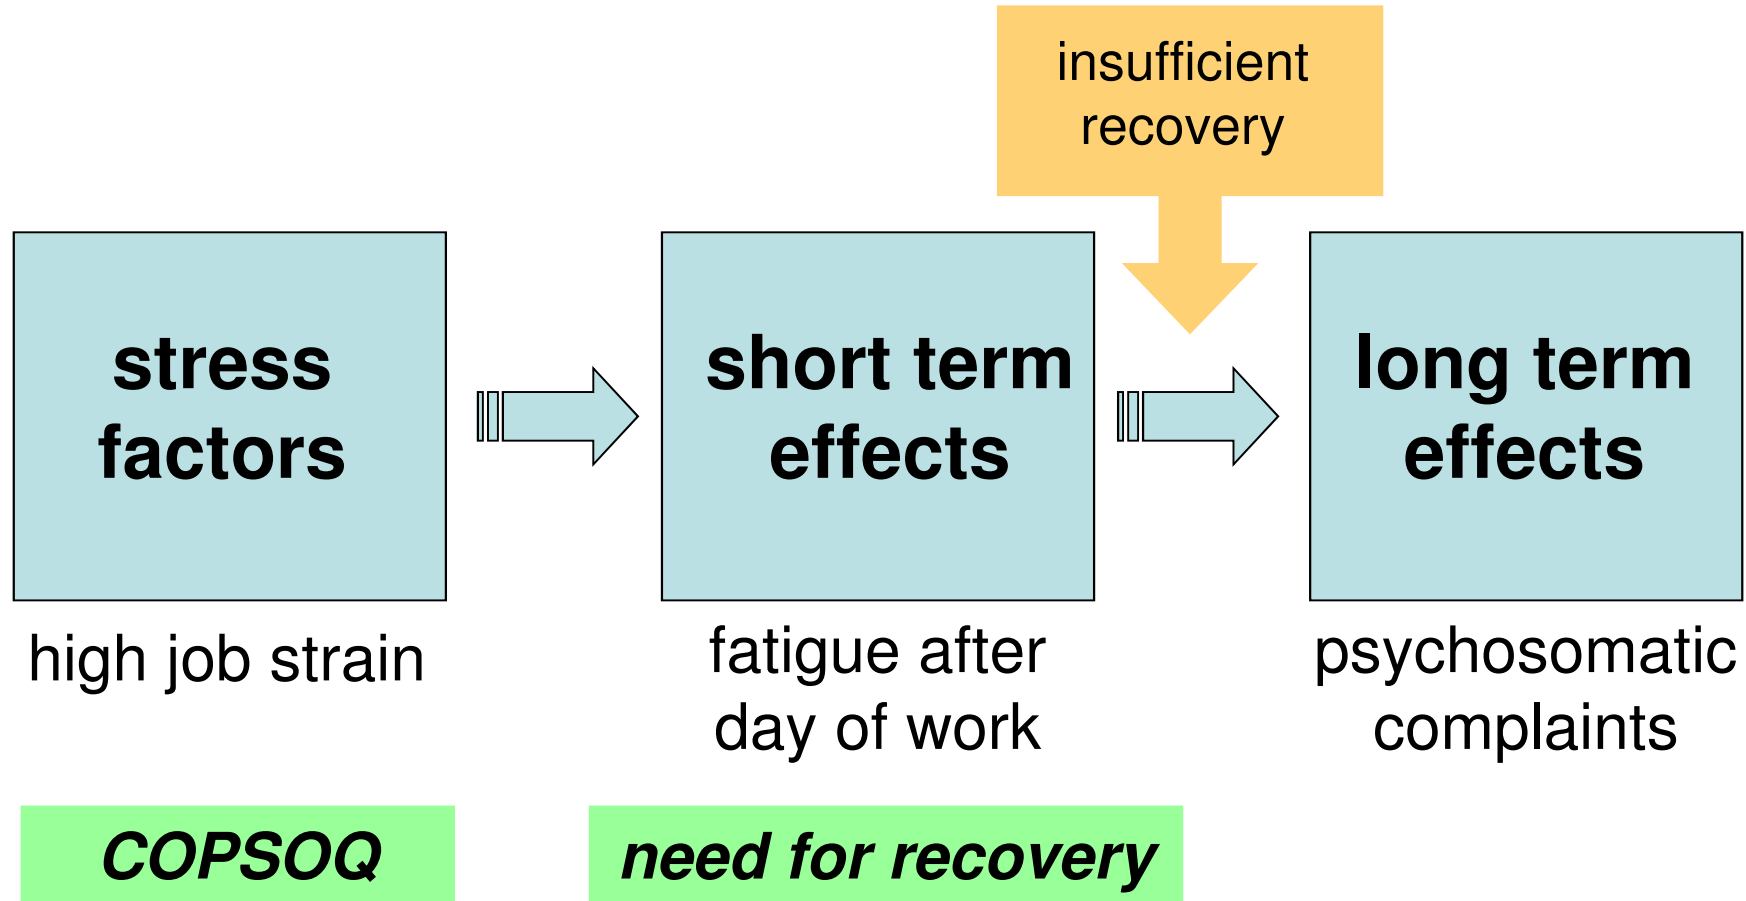 insufficient
recovery
stress
factors
short term
effects
long term
effects
high job strain
fatigue after
day of work
psychosomatic
complaints
COPSOQ
need for recovery